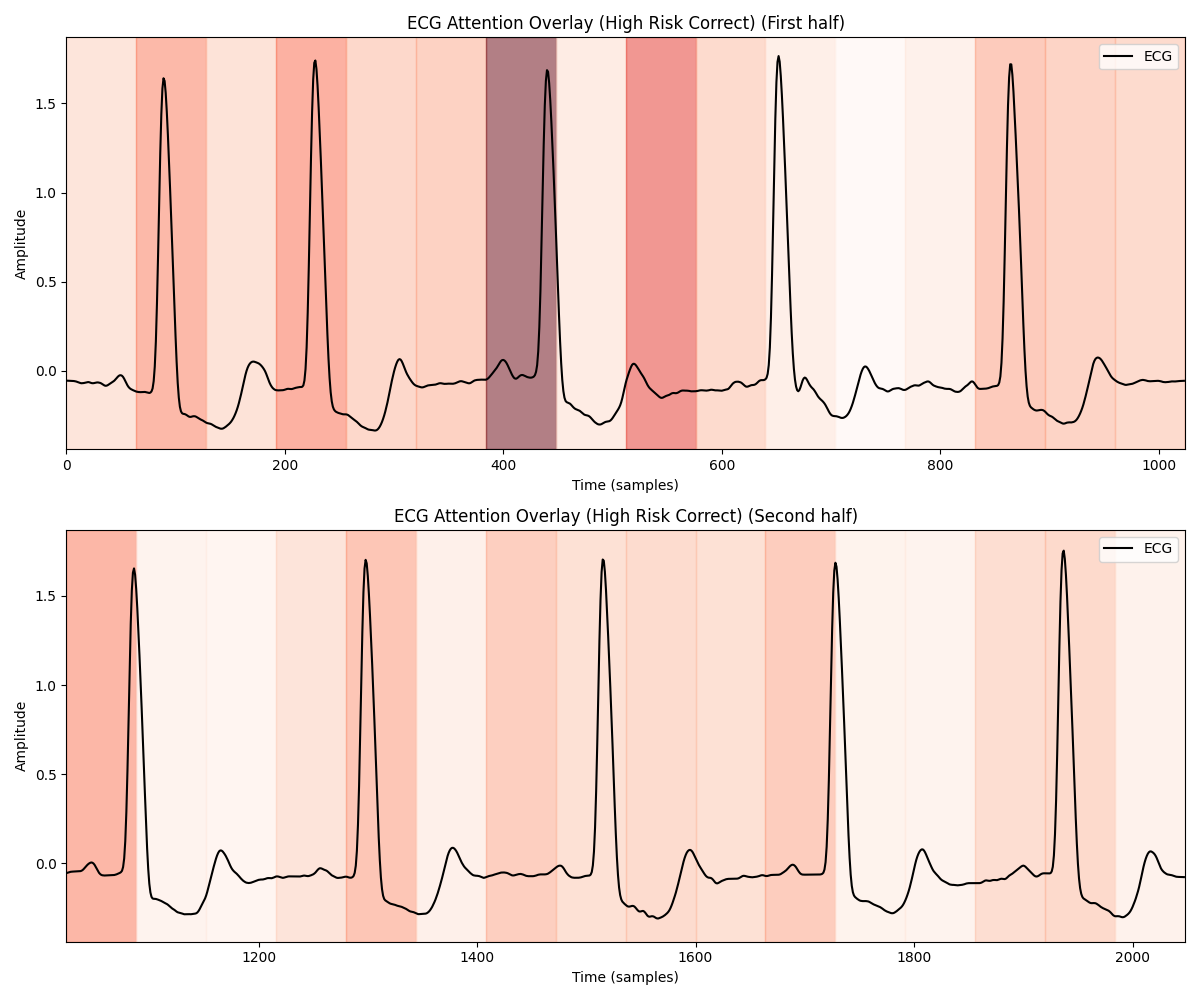 ECG Attention Overlay (High Risk Correct) (First half)
ECG
Amplitude
1.5
1.0
0.5
0.0
0 200 400 600 800 1000
Time (samples)
ECG Attention Overlay (High Risk Correct) (Second half)
ECG
Amplitude
1.5
1.0
0.5
0.0
1200 1400 1600 1800 2000
Time (samples)